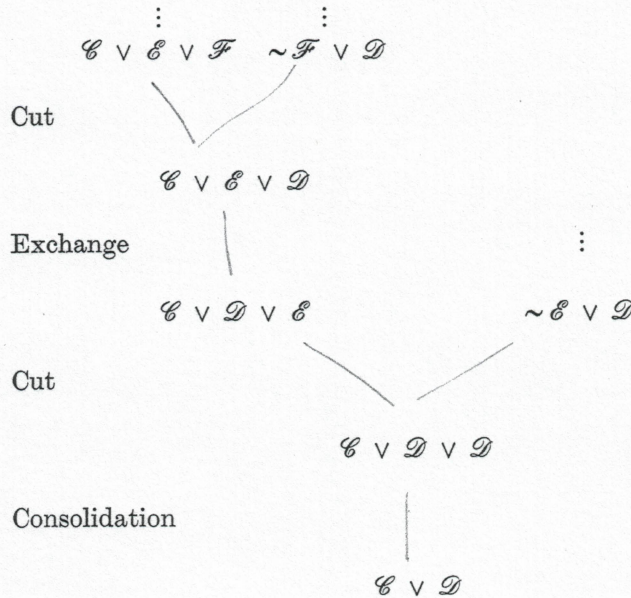 ⋮ ⋮
𝒞 ∨ ℰ ∨ ℱ ~ℱ ∨ 𝒟
Cut
𝒞 ∨ ℰ ∨ 𝒟
Exchange
⋮
𝒞 ∨ 𝒟 ∨ ℰ ~ℰ ∨ 𝒟
Cut
𝒞 ∨ 𝒟 ∨ 𝒟
Consolidation
𝒞 ∨ 𝒟